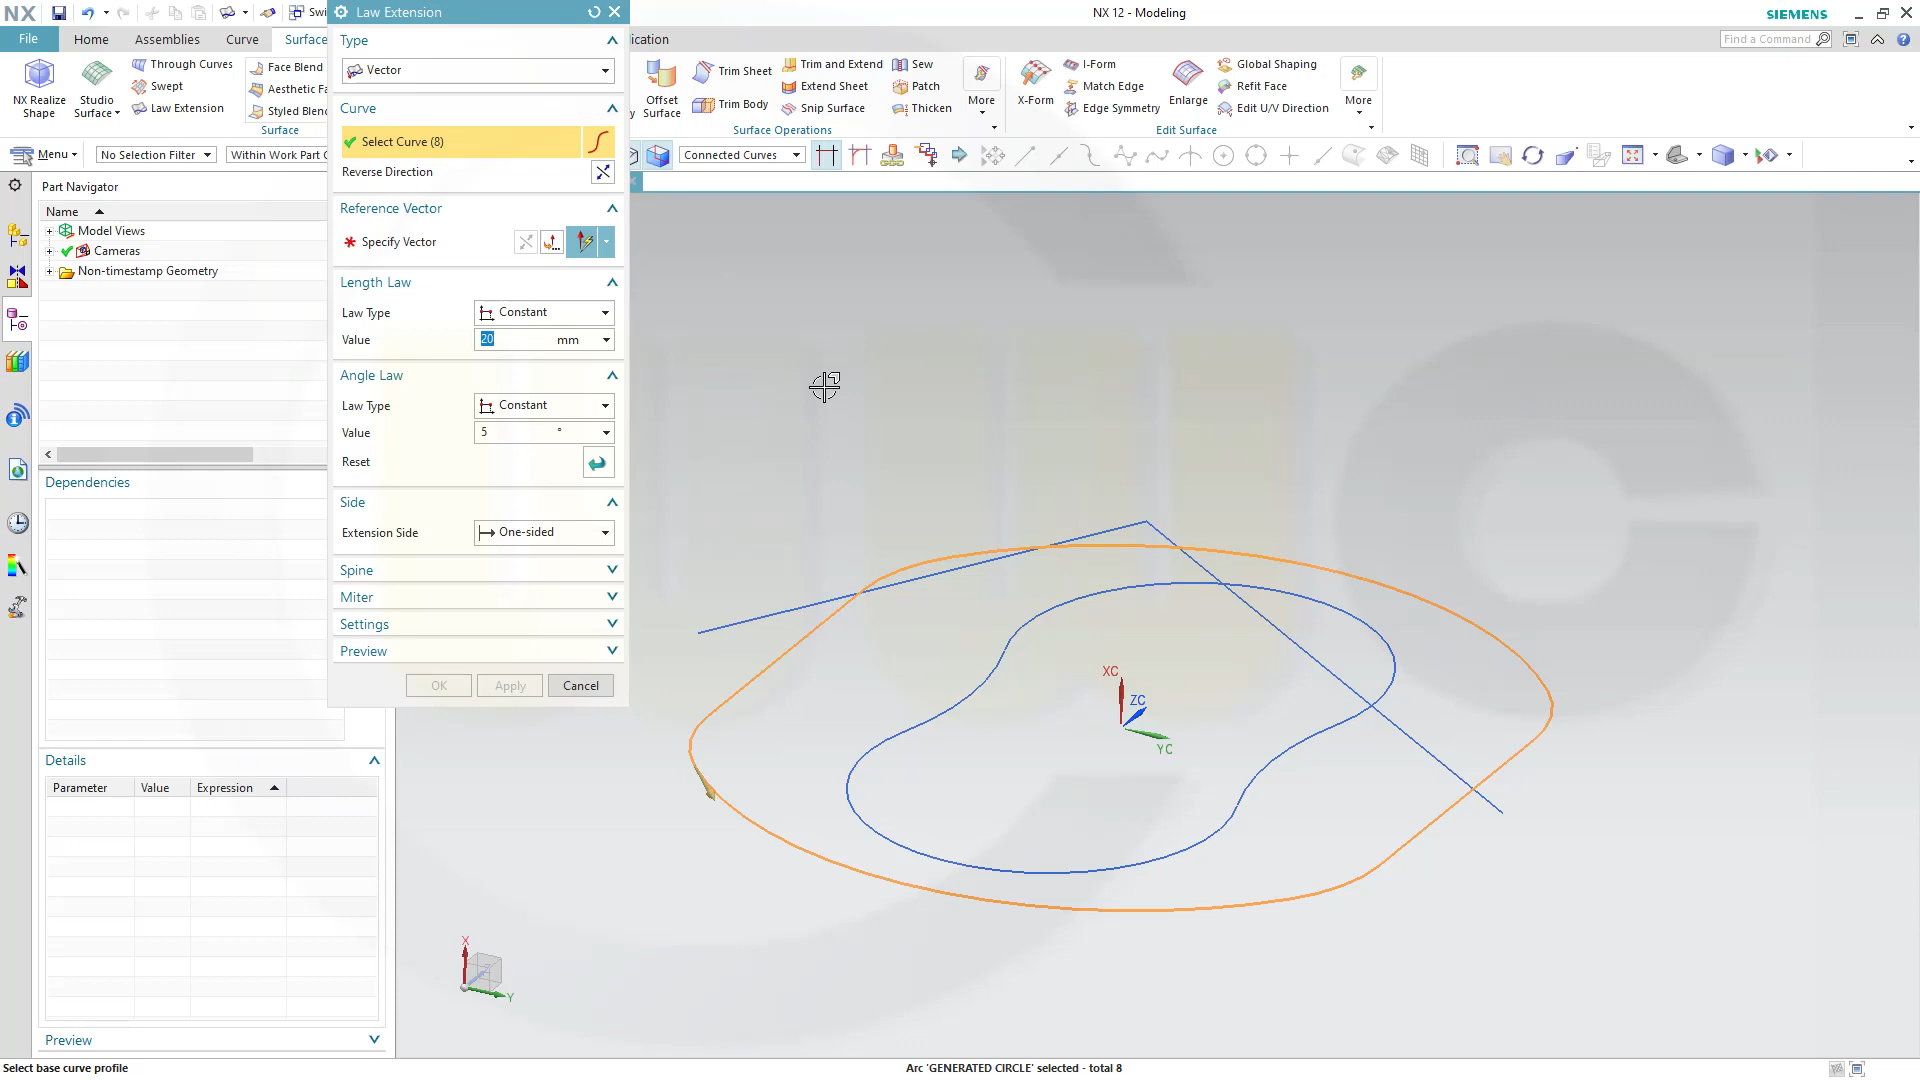 NX
Swi
Law Extension
NX 12 - Modeling
SIEMENS
File
Home
Assemblies
Curve
Surface
ication
Find a Command
NX Realize
Shape
Studio
Surface
Through Curves
Swept
Law Extension
Face Blend
Aesthetic Fa
Styled Blend
Surface
Offset
Surface
Trim Sheet
Trim Body
Trim and Extend
Extend Sheet
Snip Surface
Sew
Patch
Thicken
More
Surface Operations
X-Form
I-Form
Match Edge
Edge Symmetry
Enlarge
Global Shaping
Refit Face
Edit U/V Direction
More
Edit Surface
Menu
No Selection Filter
Within Work Part O
Connected Curves
Type
Vector
Curve
Select Curve (8)
Reverse Direction
Reference Vector
* Specify Vector
Length Law
Law Type
Constant
Value
20 mm
Angle Law
Law Type
Constant
Value
5 °
Reset
Side
Extension Side
One-sided
Spine
Miter
Settings
Preview
OK
Apply
Cancel
Part Navigator
Name
Model Views
Cameras
Non-timestamp Geometry
Dependencies
Details
Parameter
Value
Expression
Preview
XC
ZC
YC
X
Y
Select base curve profile
Arc 'GENERATED CIRCLE' selected - total 8